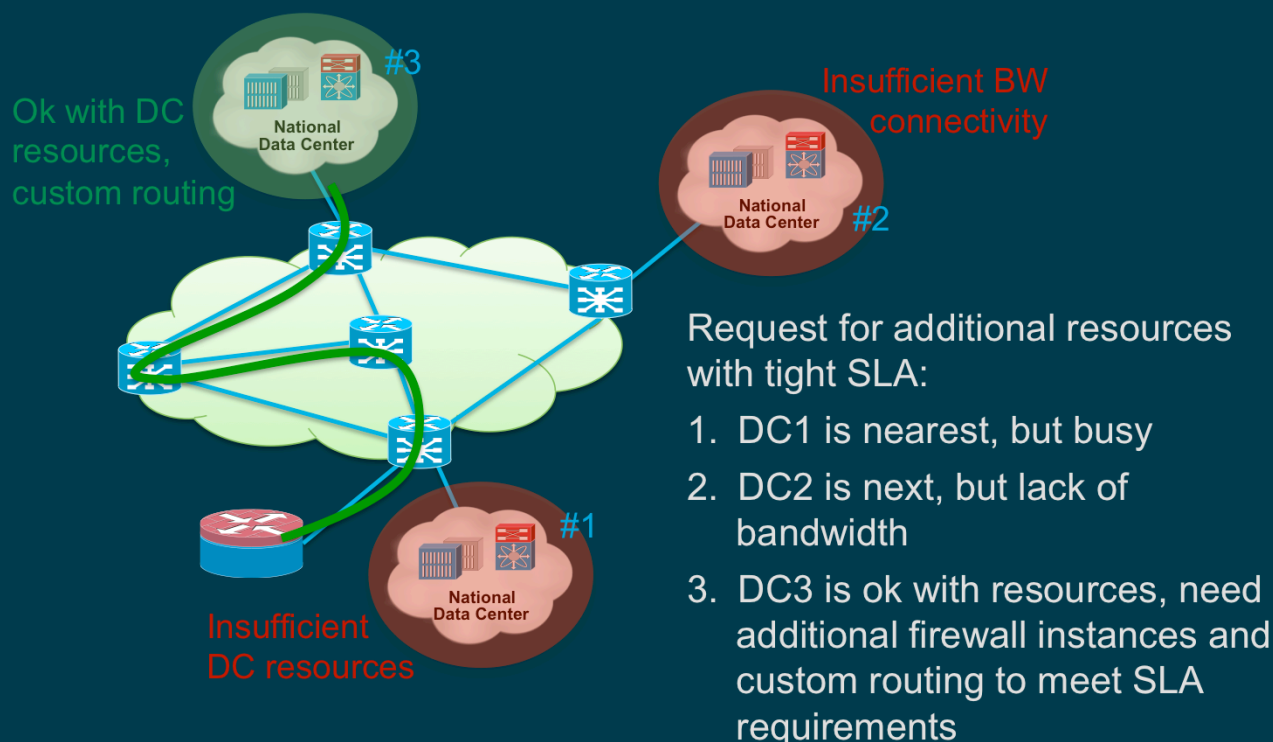 #3
National
Data Center
Ok with DC
resources,
custom routing
Insufficient BW
connectivity
National
Data Center
#2
Request for additional resources
with tight SLA:
1. DC1 is nearest, but busy
2. DC2 is next, but lack of
bandwidth
3. DC3 is ok with resources, need
additional firewall instances and
custom routing to meet SLA
requirements
#1
National
Data Center
Insufficient
DC resources